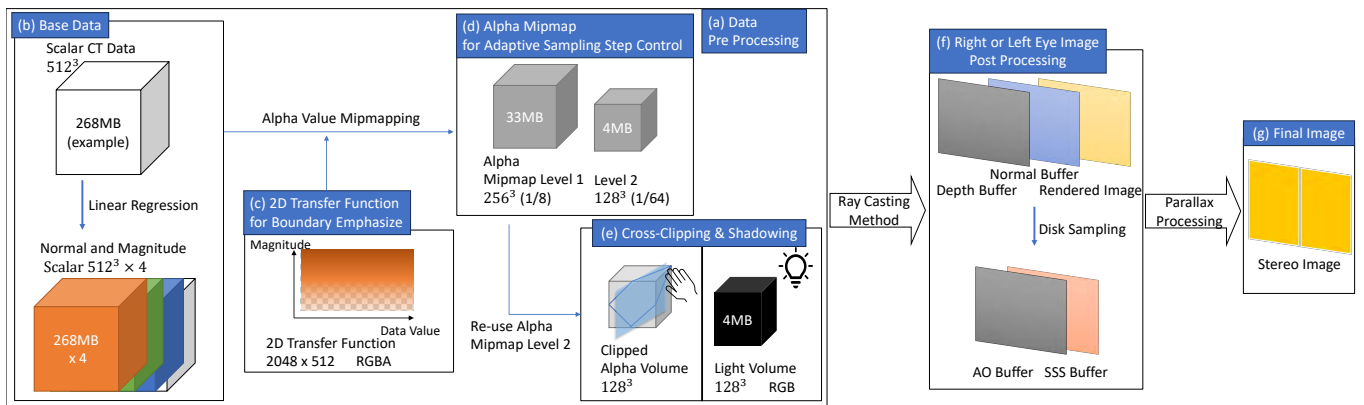 (b) Base Data
Scalar CT Data
512³
268MB
(example)
Linear Regression
Normal and Magnitude
Scalar 512³ × 4
268MB
x 4
Alpha Value Mipmapping
(c) 2D Transfer Function
for Boundary Emphasize
Magnitude
Data Value
2D Transfer Function
2048 x 512 RGBA
(d) Alpha Mipmap
for Adaptive Sampling Step Control
33MB
4MB
Alpha
Mipmap Level 1
256³ (1/8)
Level 2
128³ (1/64)
(a) Data
Pre Processing
Re-use Alpha
Mipmap Level 2
(e) Cross-Clipping & Shadowing
4MB
Clipped
Alpha Volume
128³
Light Volume
128³ RGB
Ray Casting
Method
(f) Right or Left Eye Image
Post Processing
Normal Buffer
Depth Buffer
Rendered Image
Disk Sampling
AO Buffer
SSS Buffer
Parallax
Processing
(g) Final Image
Stereo Image